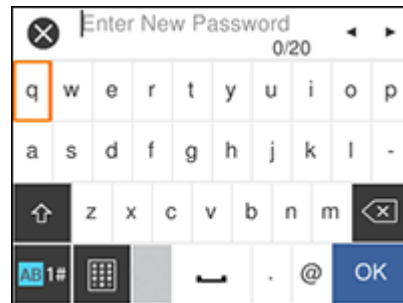 Enter New Password
0/20
q w e r t y u i o p
a s d f g h j k l -
z x c v b n m
AB 1# . @ OK